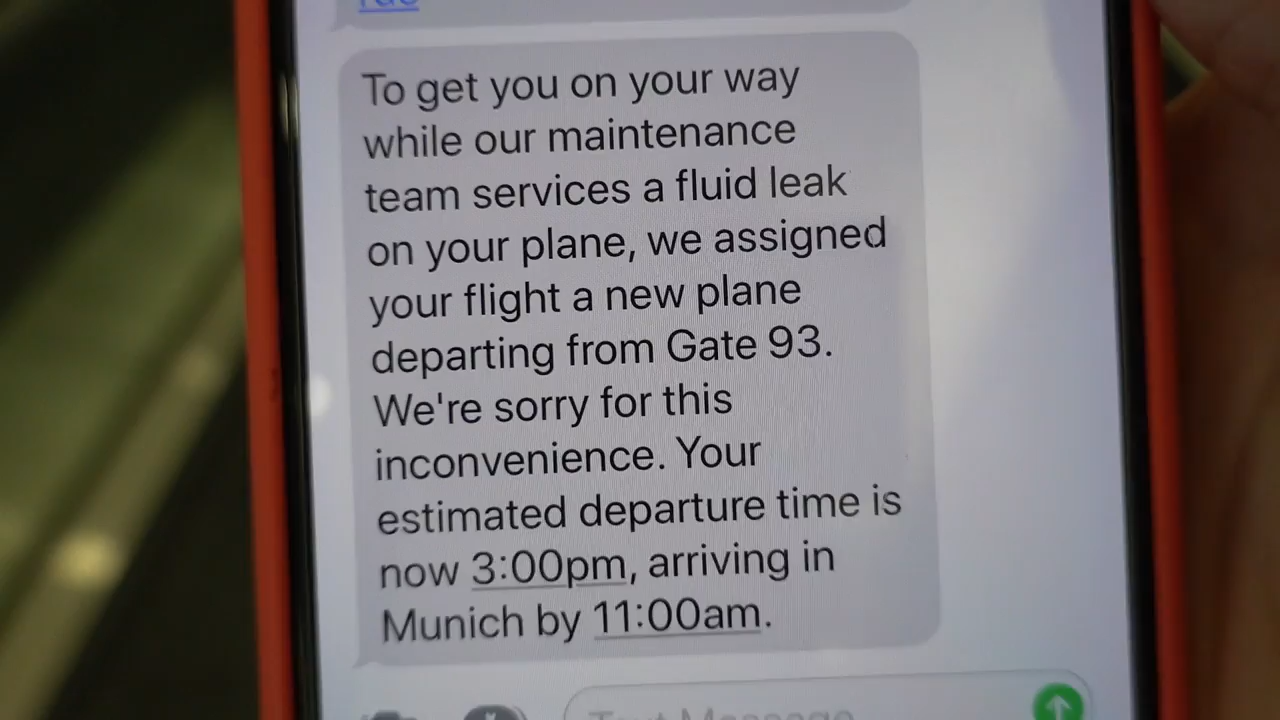 To get you on your way
while our maintenance
team services a fluid leak
on your plane, we assigned
your flight a new plane
departing from Gate 93.
We're sorry for this
inconvenience. Your
estimated departure time is
now 3:00pm, arriving in
Munich by 11:00am.
Text Message